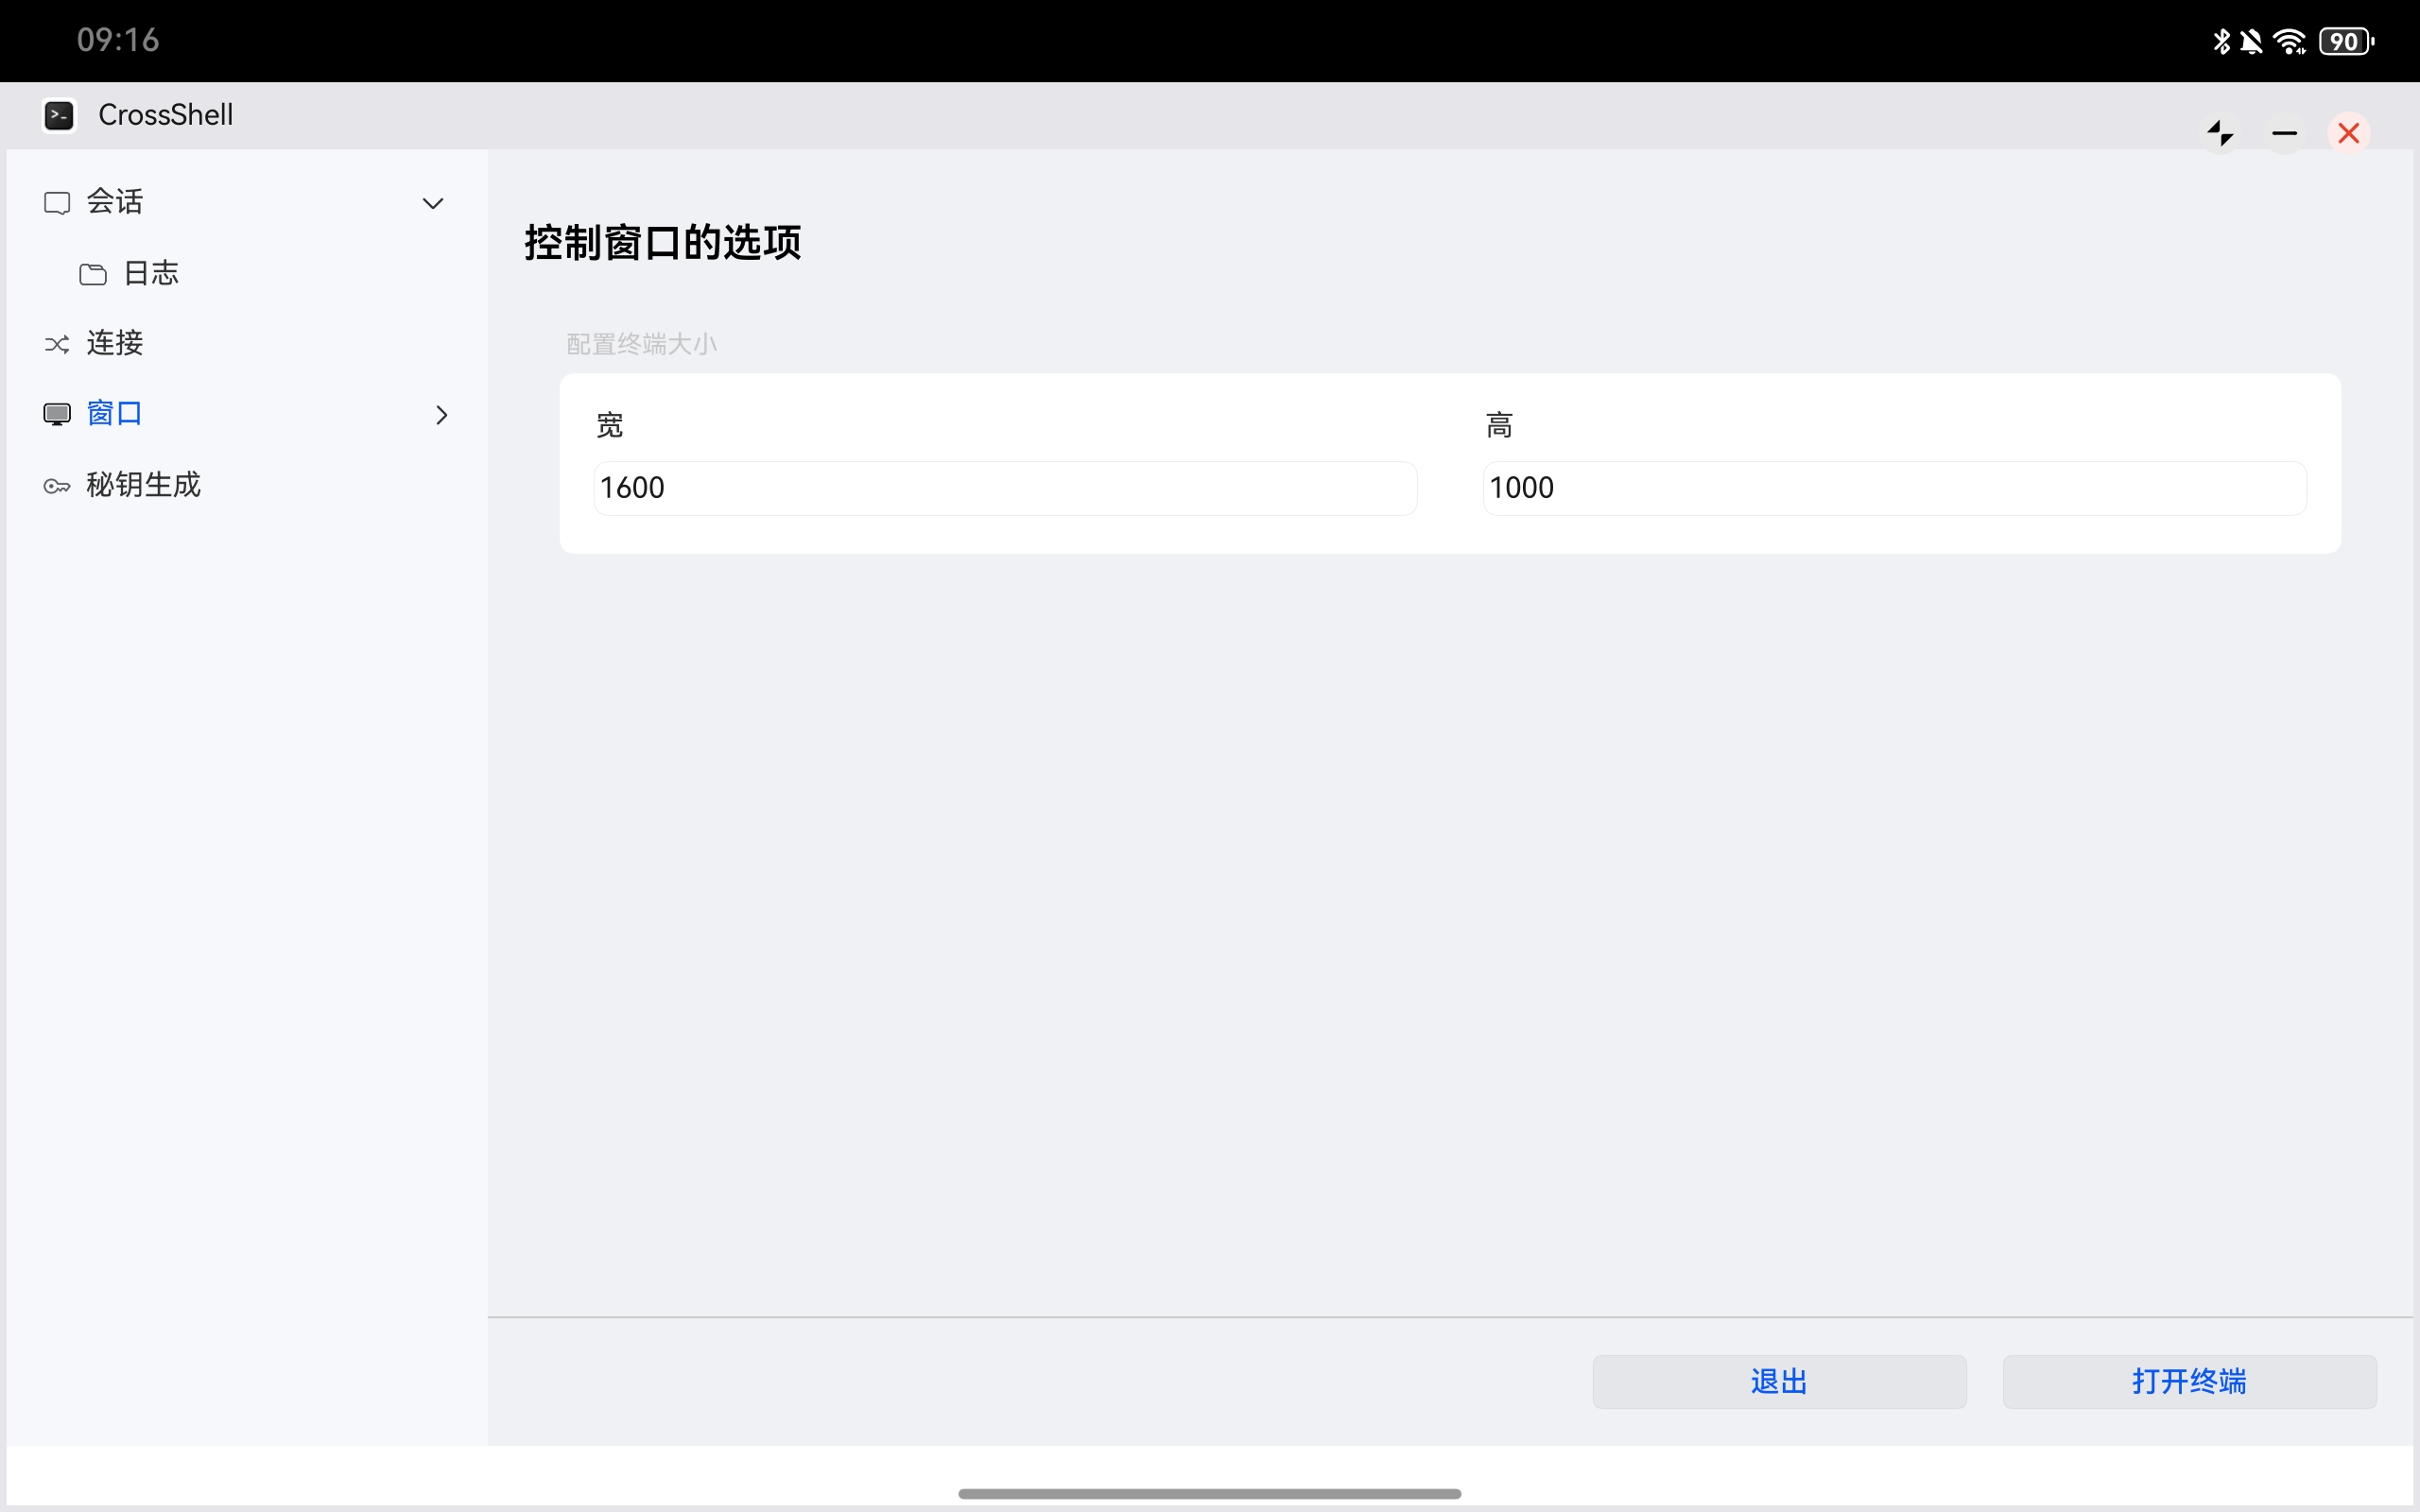 09:16
90
CrossShell
会话
日志
连接
窗口
秘钥生成
控制窗口的选项
配置终端大小
宽
高
1600
1000
退出
打开终端